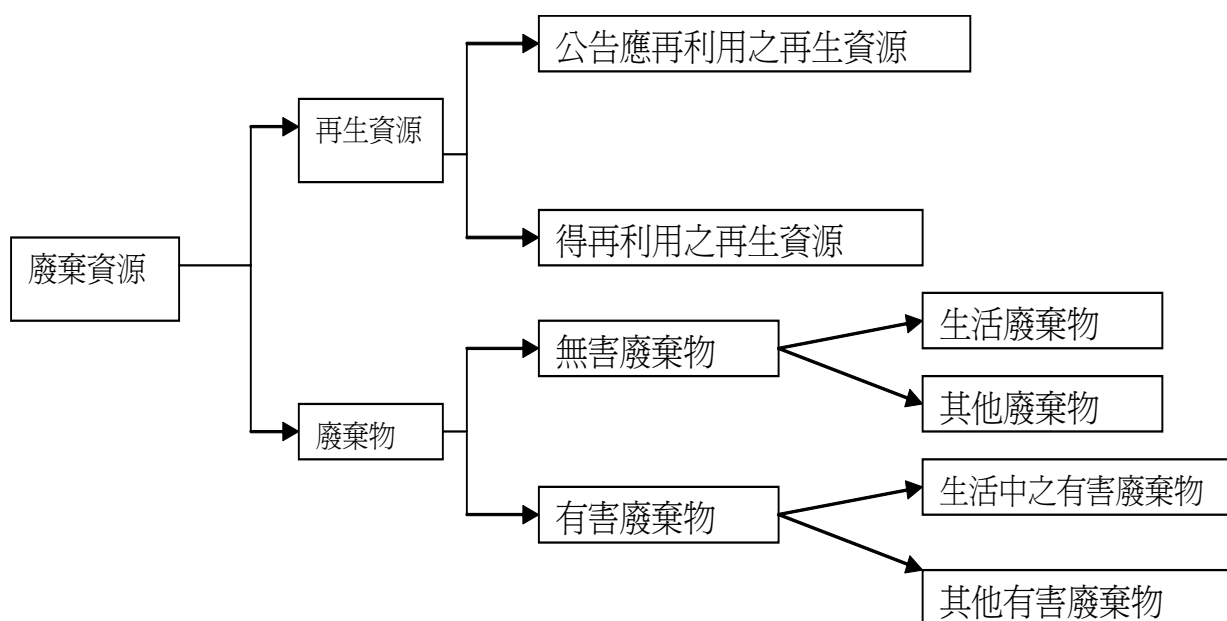 公告應再利用之再生資源
再生資源
得再利用之再生資源
廢棄資源
生活廢棄物
無害廢棄物
其他廢棄物
廢棄物
生活中之有害廢棄物
有害廢棄物
其他有害廢棄物